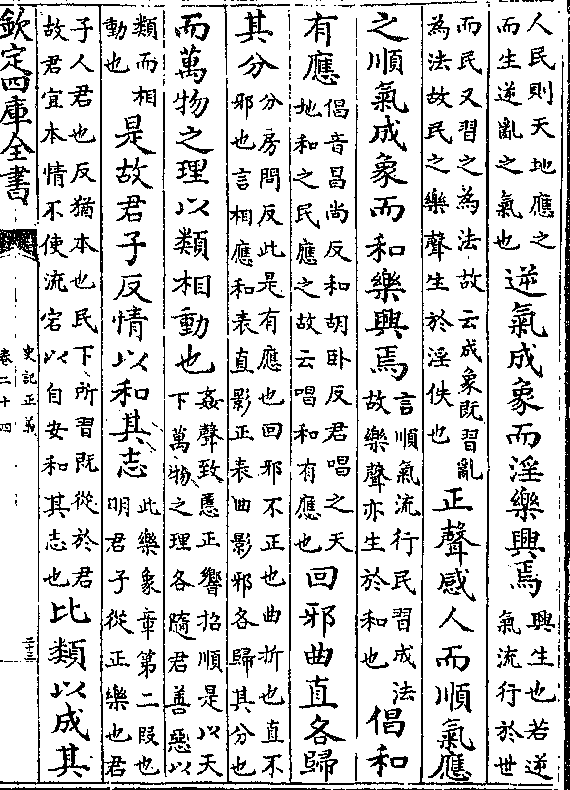 人民則天地應之
而生逆亂之氣也
逆氣成象而淫樂興焉
興生也若逆
氣流行於世
而民又習之為法故云成象既習亂
為法故民之樂聲生於淫佚也
正聲感人而順氣應
之順氣成象而和樂興焉
言順氣流行民習成法
故樂聲亦生於和也
倡和
有應
倡音昌尚反和胡卧反君唱之天
地和之民應之故云唱和有應也
回邪曲直各歸
其分
分房問反此是有應也回邪不正也曲折也直不
邪也言相應和表直影正表曲影邪各歸其分也
而萬物之理以類相動也
姦聲致慝正響招順是以天
下萬物之理各隨君善惡以
類而相
動也
是故君子反情以和其志
此樂象章第二段也
明君子從正樂也君
子人君也反猶本也民下所習既從於君
故君宜本情不使流宕以自安和其志也
比類以成其
欽定四庫全書
史記正義
卷二十四
二十三